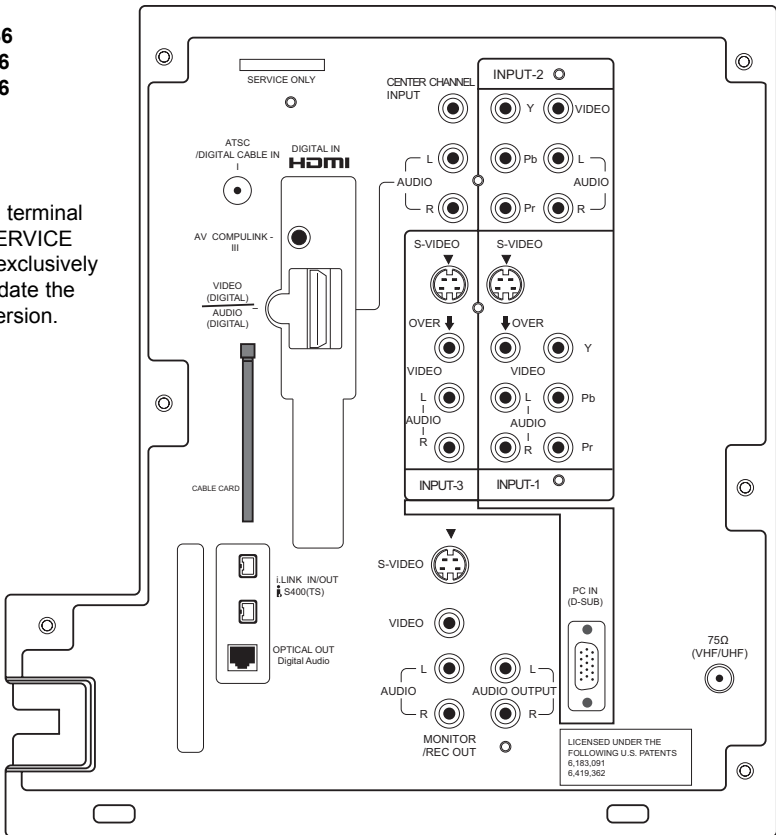 6
6
6
terminal
ERVICE
exclusively
date the
ersion.
SERVICE ONLY
CENTER CHANNEL
INPUT
INPUT-2
Y
VIDEO
ATSC
/DIGITAL CABLE IN
DIGITAL IN
HDMI
L
AUDIO
R
Pb
L
AUDIO
Pr
R
AV COMPULINK -
III
S-VIDEO
S-VIDEO
VIDEO
(DIGITAL)
AUDIO
(DIGITAL)
OVER
OVER
Y
VIDEO
VIDEO
L
AUDIO
R
L
AUDIO
R
Pb
Pr
CABLE CARD
INPUT-3
INPUT-1
S-VIDEO
i.LINK IN/OUT
S400(TS)
PC IN
(D-SUB)
VIDEO
OPTICAL OUT
Digital Audio
75Ω
(VHF/UHF)
L
AUDIO
R
L
AUDIO OUTPUT
R
MONITOR
/REC OUT
LICENSED UNDER THE
FOLLOWING U.S. PATENTS
6,183,091
6,419,362